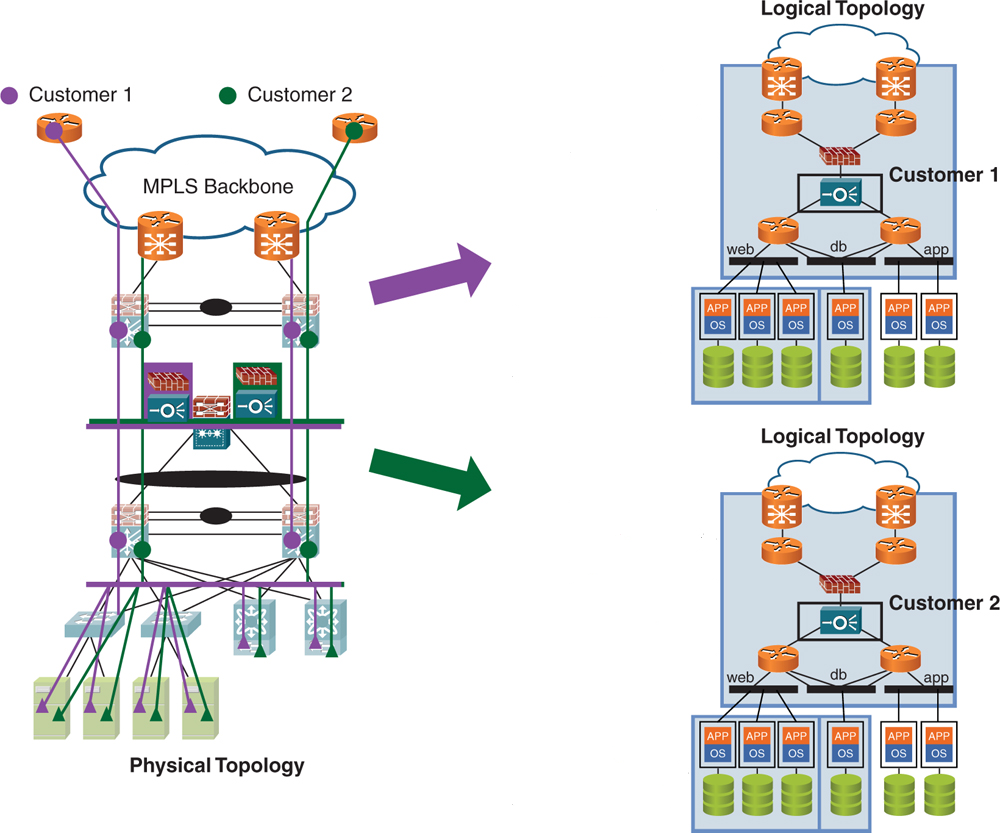 Customer 1
Customer 2
MPLS Backbone
Physical Topology
Logical Topology
Customer 1
web
db
app
APP
OS
APP
OS
APP
OS
APP
OS
APP
OS
APP
OS
Logical Topology
Customer 2
web
db
app
APP
OS
APP
OS
APP
OS
APP
OS
APP
OS
APP
OS